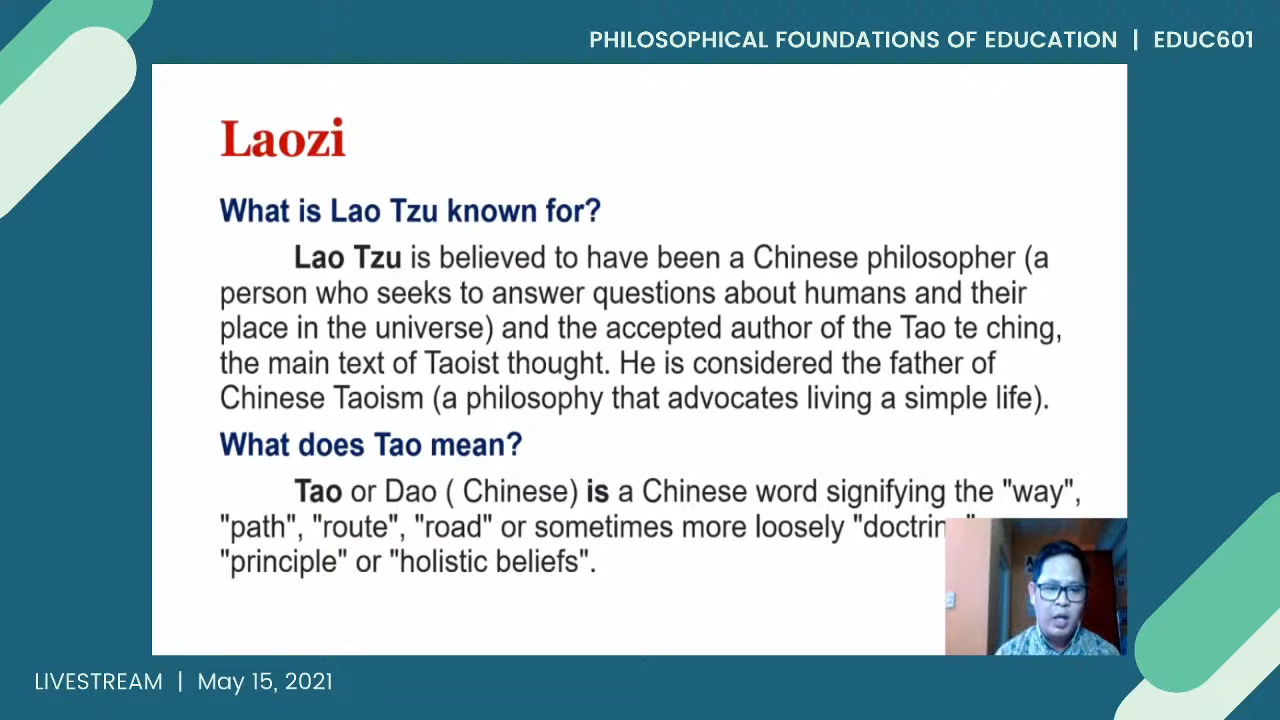 PHILOSOPHICAL FOUNDATIONS OF EDUCATION | EDUC601
Laozi
What is Lao Tzu known for?
Lao Tzu is believed to have been a Chinese philosopher (a
person who seeks to answer questions about humans and their
place in the universe) and the accepted author of the Tao te ching,
the main text of Taoist thought. He is considered the father of
Chinese Taoism (a philosophy that advocates living a simple life).
What does Tao mean?
Tao or Dao ( Chinese) is a Chinese word signifying the "way",
"path", "route", "road" or sometimes more loosely
"principle" or "holistic beliefs".
LIVESTREAM | May 15, 2021